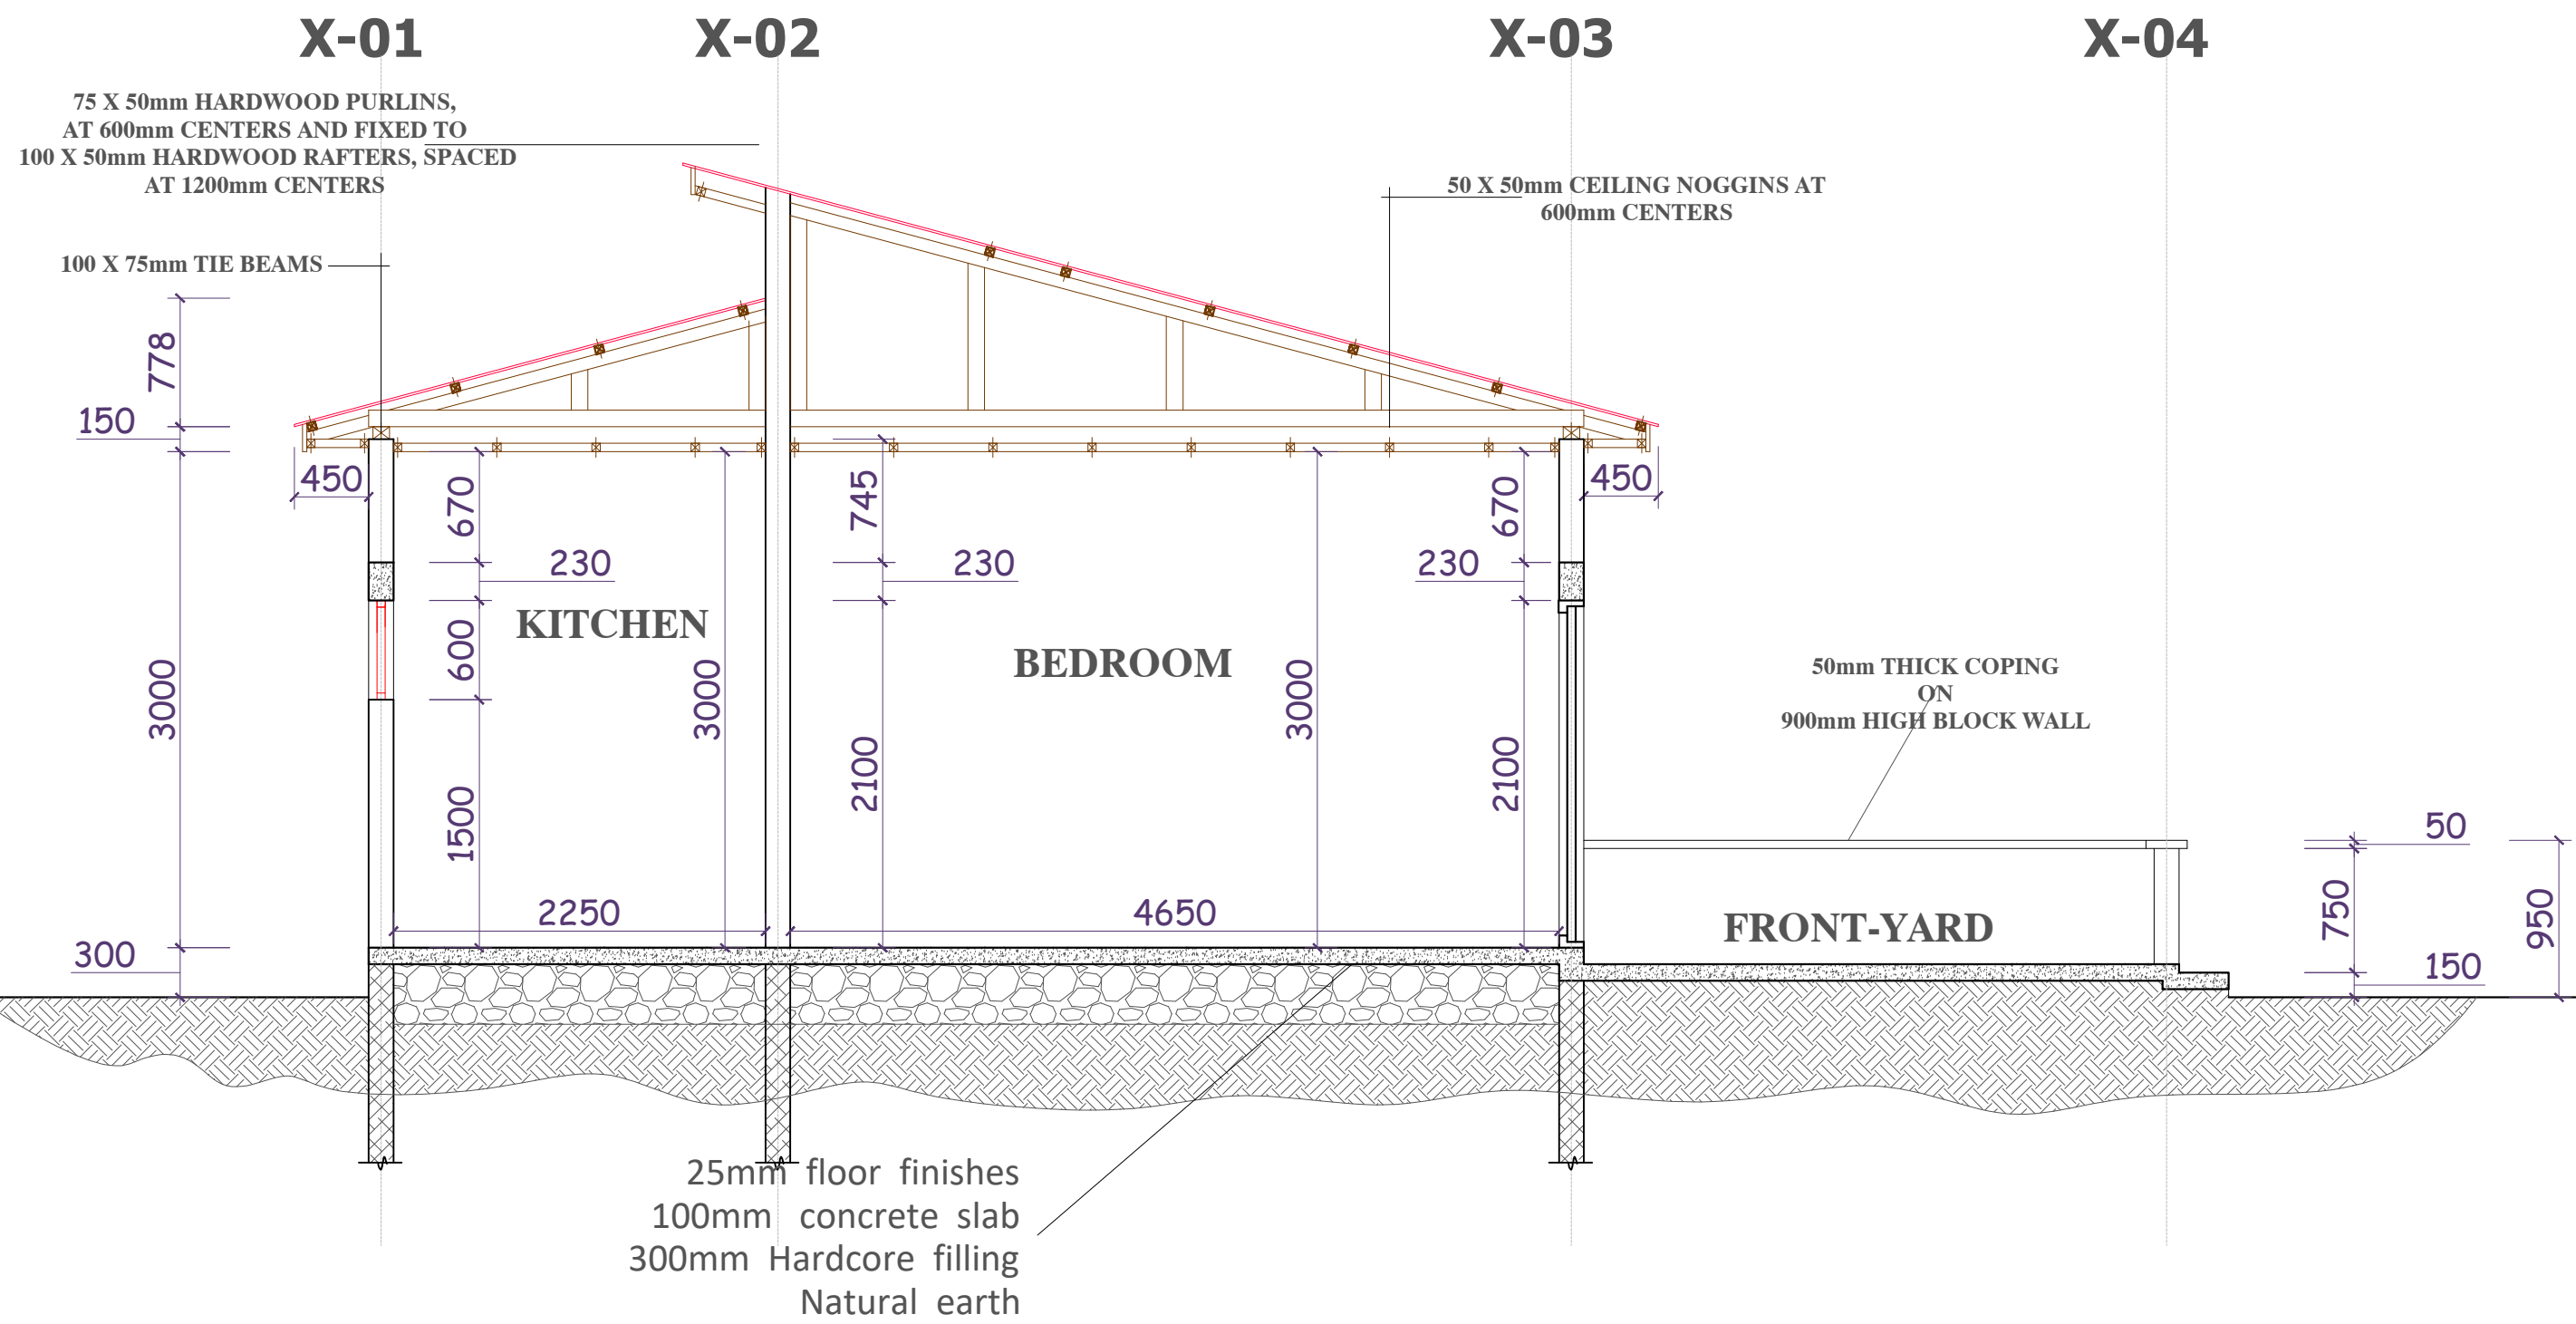 X-01 X-02 X-03 X-04
75 X 50mm HARDWOOD PURLINS,
AT 600mm CENTERS AND FIXED TO
100 X 50mm HARDWOOD RAFTERS, SPACED
AT 1200mm CENTERS
50 X 50mm CEILING NOGGINS AT
600mm CENTERS
100 X 75mm TIE BEAMS
778
150
450
450
670
745
670
230
230
230
KITCHEN
600
BEDROOM
3000
3000
3000
50mm THICK COPING
ON
900mm HIGH BLOCK WALL
1500
2100
2100
50
2250
4650
FRONT-YARD
750
950
300
150
25mm floor finishes
100mm concrete slab
300mm Hardcore filling
Natural earth